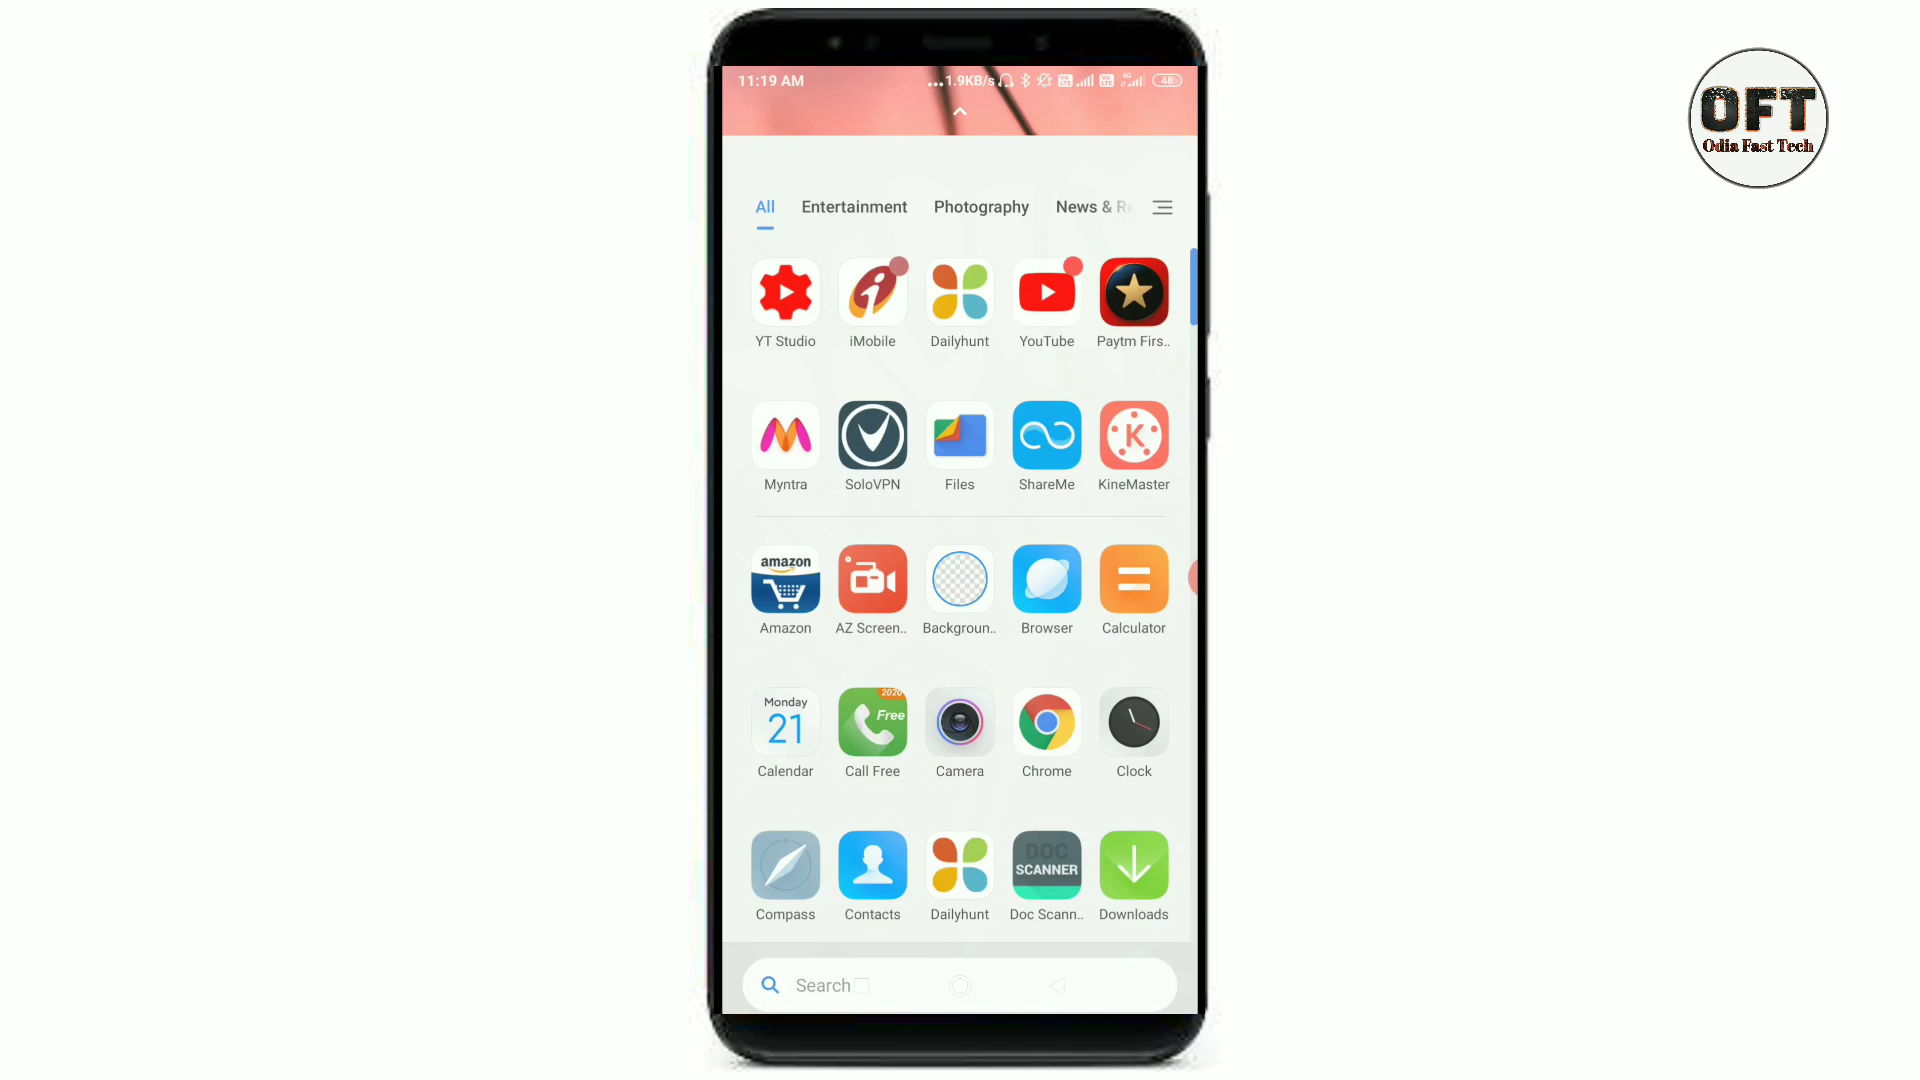 11:19 AM
...1.9KB/s
48
OFT
Odia Fast Tech
All Entertainment Photography News & Re
YT Studio iMobile Dailyhunt YouTube Paytm Firs..
K
Myntra SoloVPN Files ShareMe KineMaster
amazon
Amazon AZ Screen.. Backgroun.. Browser Calculator
Monday
21
2020
Free
Calendar Call Free Camera Chrome Clock
DOC
SCANNER
Compass Contacts Dailyhunt Doc Scann.. Downloads
Search